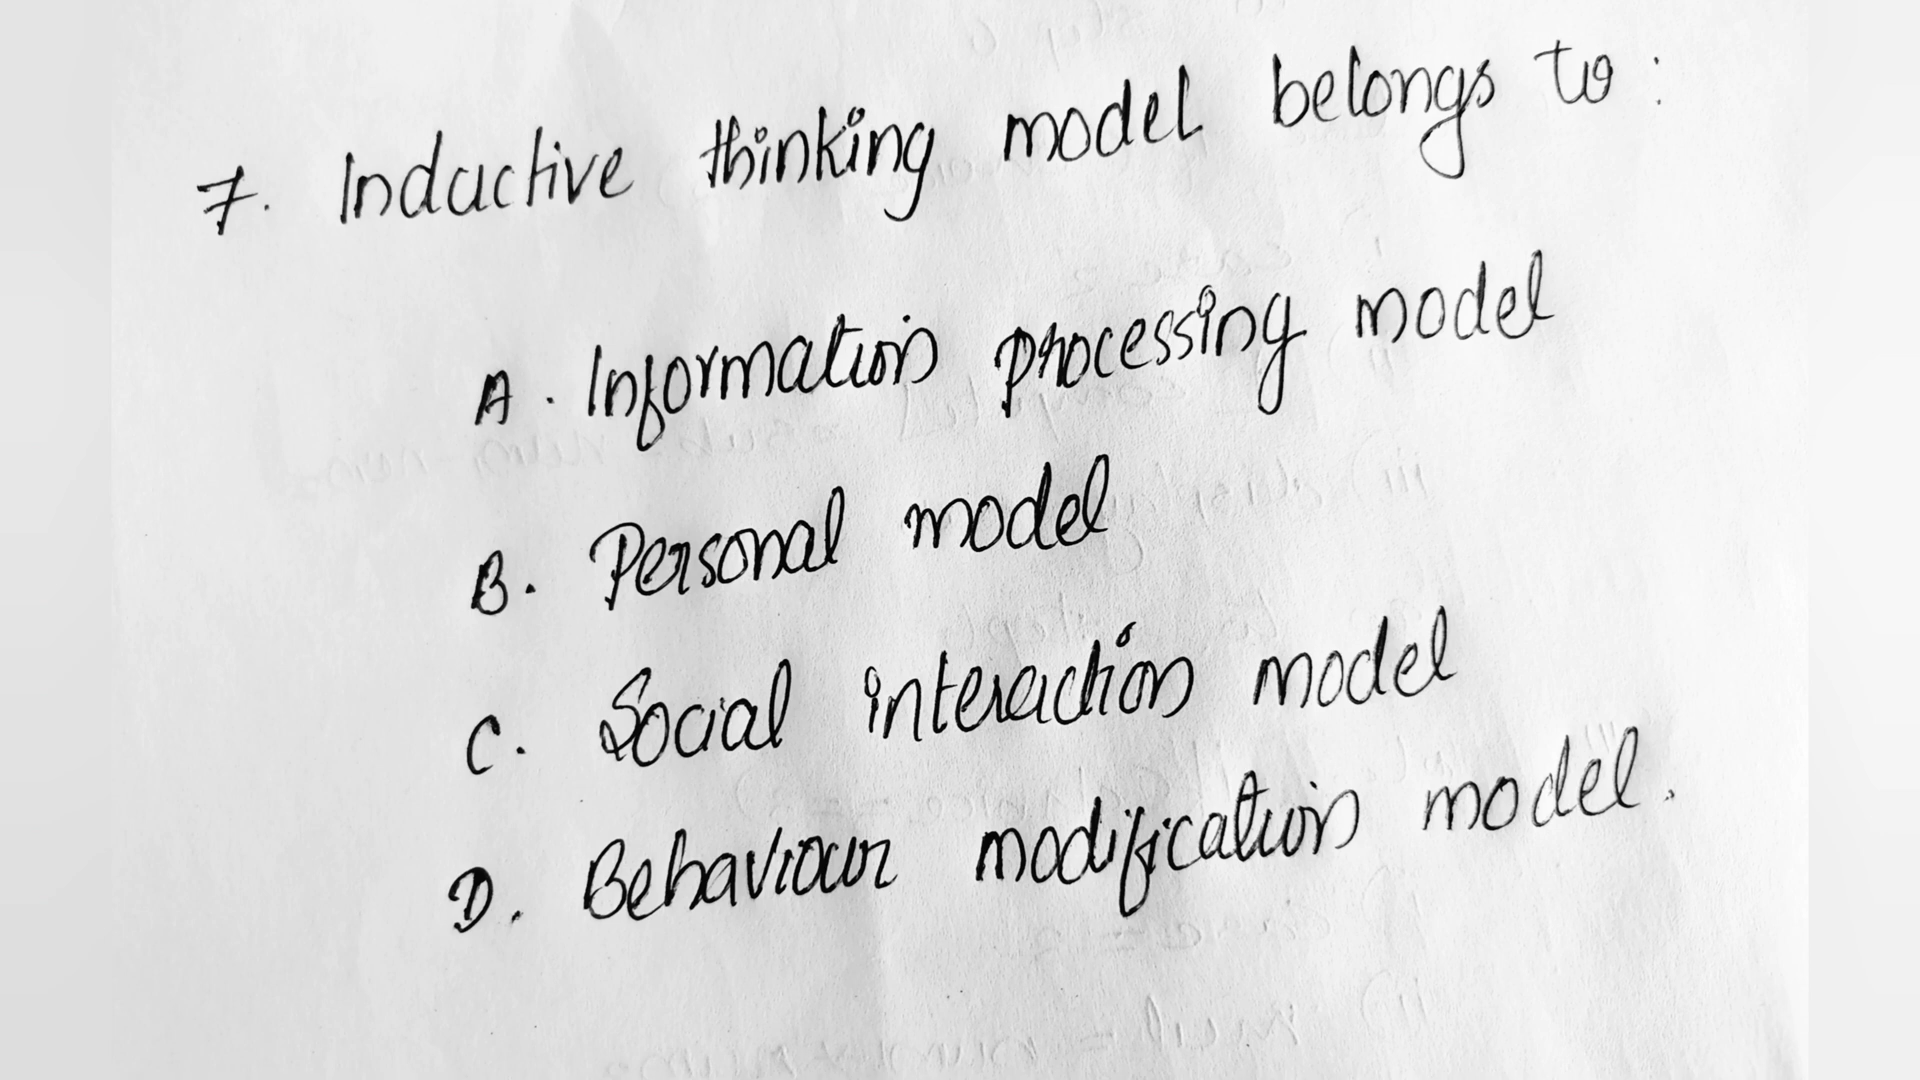 7. Inductive thinking model belongs to :
A. Information processing model
B. Personal model
C. Social interaction model
D. Behaviour modification model.